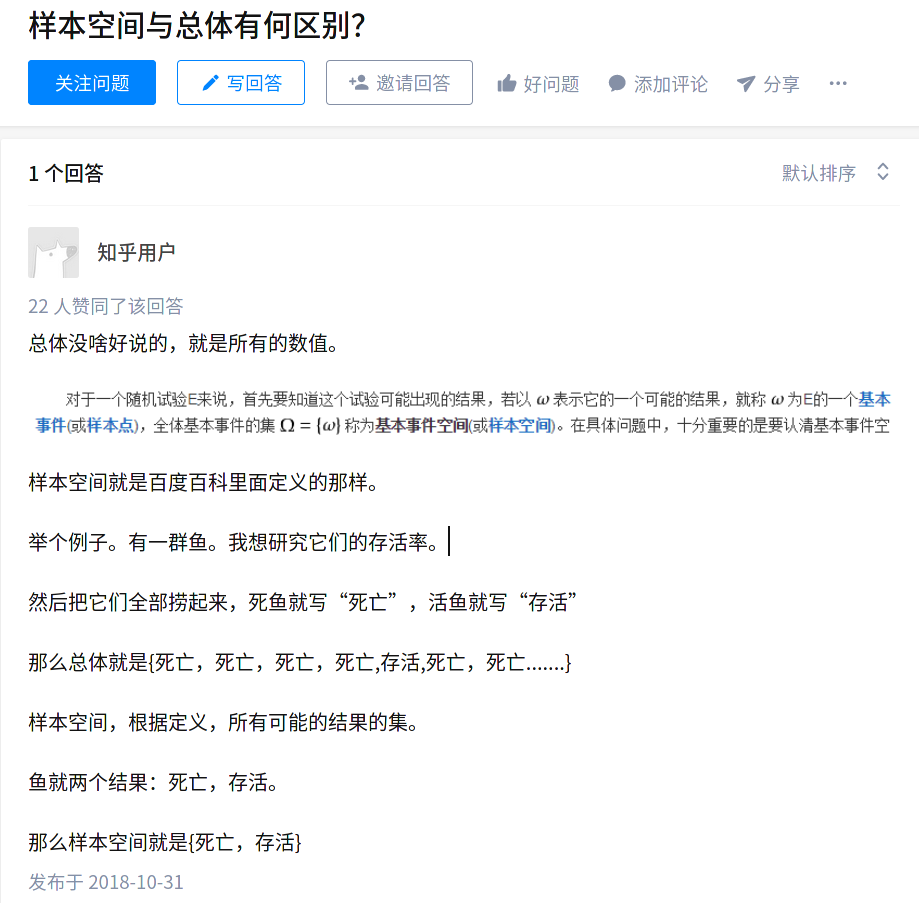 样本空间与总体有何区别？
关注问题 写回答 邀请回答 好问题 添加评论 分享 ···
1 个回答 默认排序
知乎用户
22 人赞同了该回答
总体没啥好说的，就是所有的数值。
对于一个随机试验E来说，首先要知道这个试验可能出现的结果，若以 ω 表示它的一个可能的结果，就称 ω 为E的一个基本
事件(或样本点)，全体基本事件的集 Ω = {ω} 称为基本事件空间(或样本空间)。在具体问题中，十分重要的是要认清基本事件空
样本空间就是百度百科里面定义的那样。
举个例子。有一群鱼。我想研究它们的存活率。
然后把它们全部捞起来，死鱼就写“死亡”，活鱼就写“存活”
那么总体就是{死亡，死亡，死亡，死亡,存活,死亡，死亡.......}
样本空间，根据定义，所有可能的结果的集。
鱼就两个结果：死亡，存活。
那么样本空间就是{死亡，存活}
发布于 2018-10-31